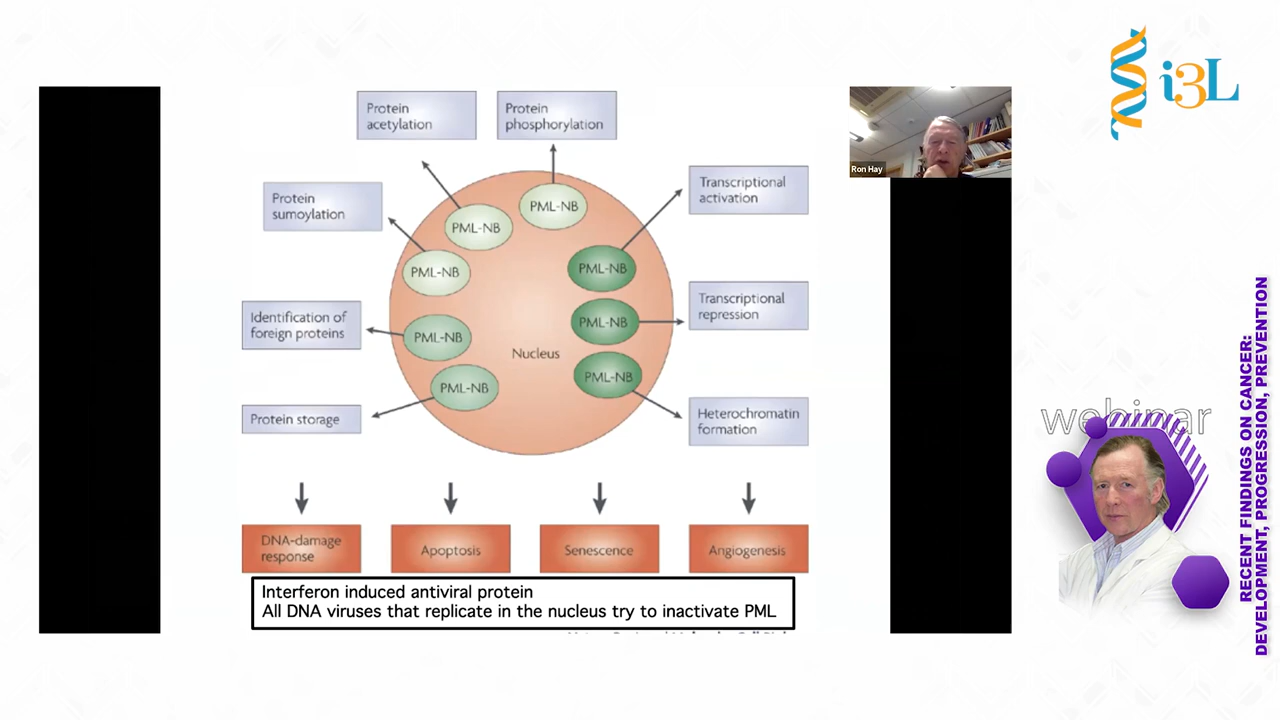 i3L
Protein
acetylation
Protein
phosphorylation
Ron Hay
Protein
sumoylation
Transcriptional
activation
PML-NB
PML-NB
PML-NB
PML-NB
Identification of
foreign proteins
PML-NB
PML-NB
Transcriptional
repression
Nucleus
PML-NB
PML-NB
Protein storage
Heterochromatin
formation
DNA-damage
response
Apoptosis
Senescence
Angiogenesis
Interferon induced antiviral protein
All DNA viruses that replicate in the nucleus try to inactivate PML
webinar
RECENT FINDINGS ON CANCER:
DEVELOPMENT, PROGRESSION, PREVENTION